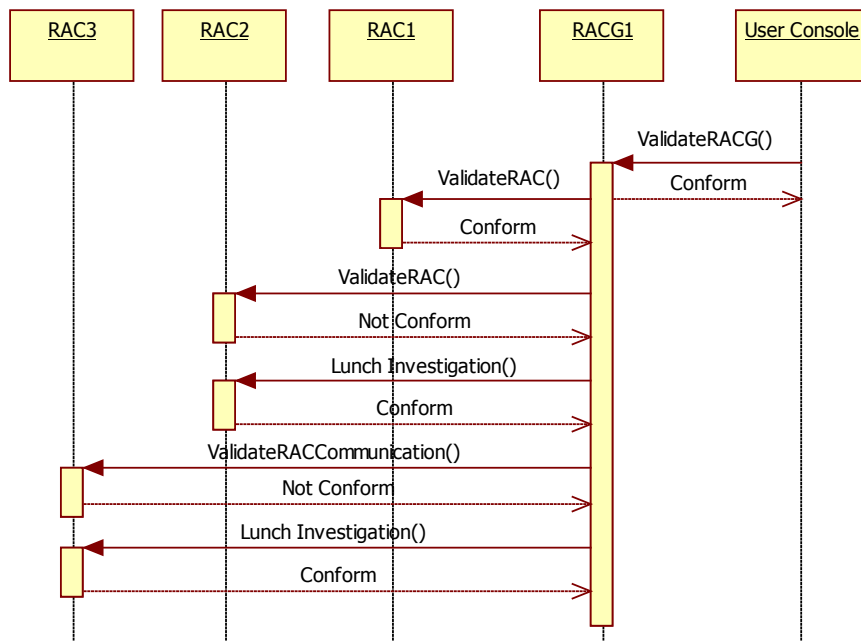 RAC3
RAC2
RAC1
RACG1
User Console
ValidateRACG()
ValidateRAC()
Conform
Conform
ValidateRAC()
Not Conform
Lunch Investigation()
Conform
ValidateRACCommunication()
Not Conform
Lunch Investigation()
Conform